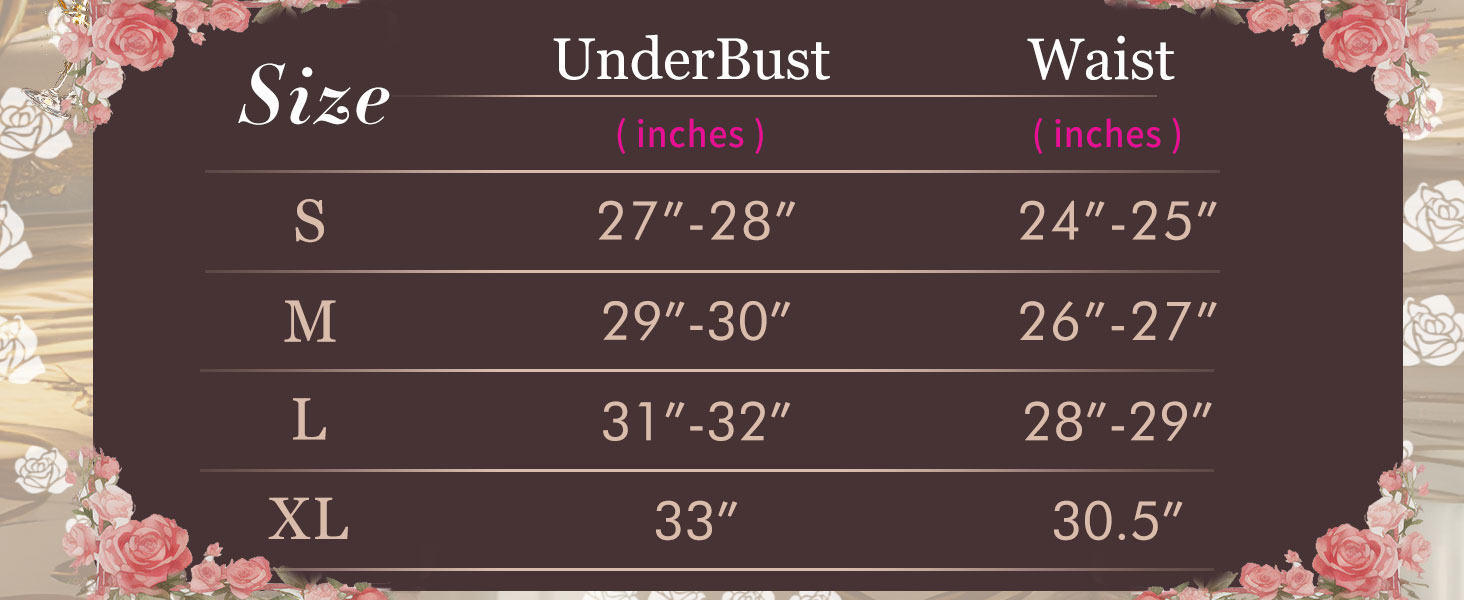 Size UnderBust Waist
( inches ) ( inches )
S 27"-28" 24"-25"
M 29"-30" 26"-27"
L 31"-32" 28"-29"
XL 33" 30.5"